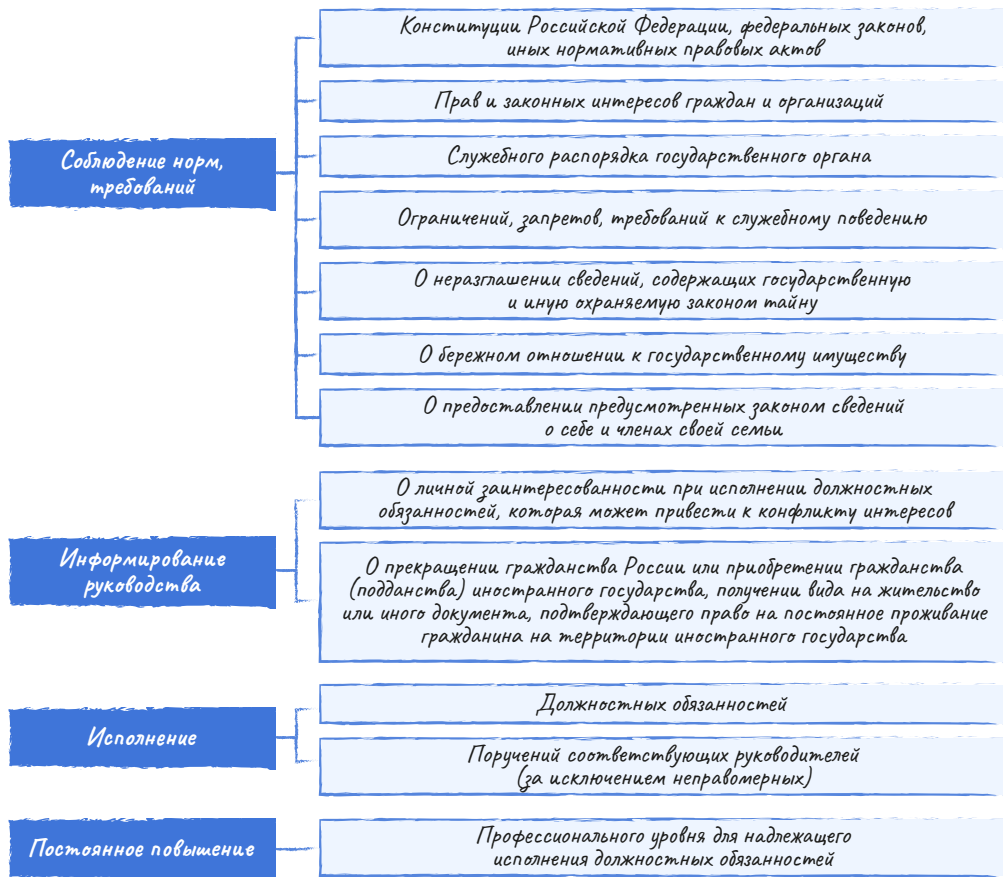 Соблюдение норм,
требований
Конституции Российской Федерации, федеральных законов,
иных нормативных правовых актов
Прав и законных интересов граждан и организаций
Служебного распорядка государственного органа
Ограничений, запретов, требований к служебному поведению
О неразглашении сведений, содержащих государственную
и иную охраняемую законом тайну
О бережном отношении к государственному имуществу
О предоставлении предусмотренных законом сведений
о себе и членах своей семьи
Информирование
руководства
О личной заинтересованности при исполнении должностных
обязанностей, которая может привести к конфликту интересов
О прекращении гражданства России или приобретении гражданства
(подданства) иностранного государства, получении вида на жительство
или иного документа, подтверждающего право на постоянное проживание
гражданина на территории иностранного государства
Исполнение
Должностных обязанностей
Поручений соответствующих руководителей
(за исключением неправомерных)
Постоянное повышение
Профессионального уровня для надлежащего
исполнения должностных обязанностей